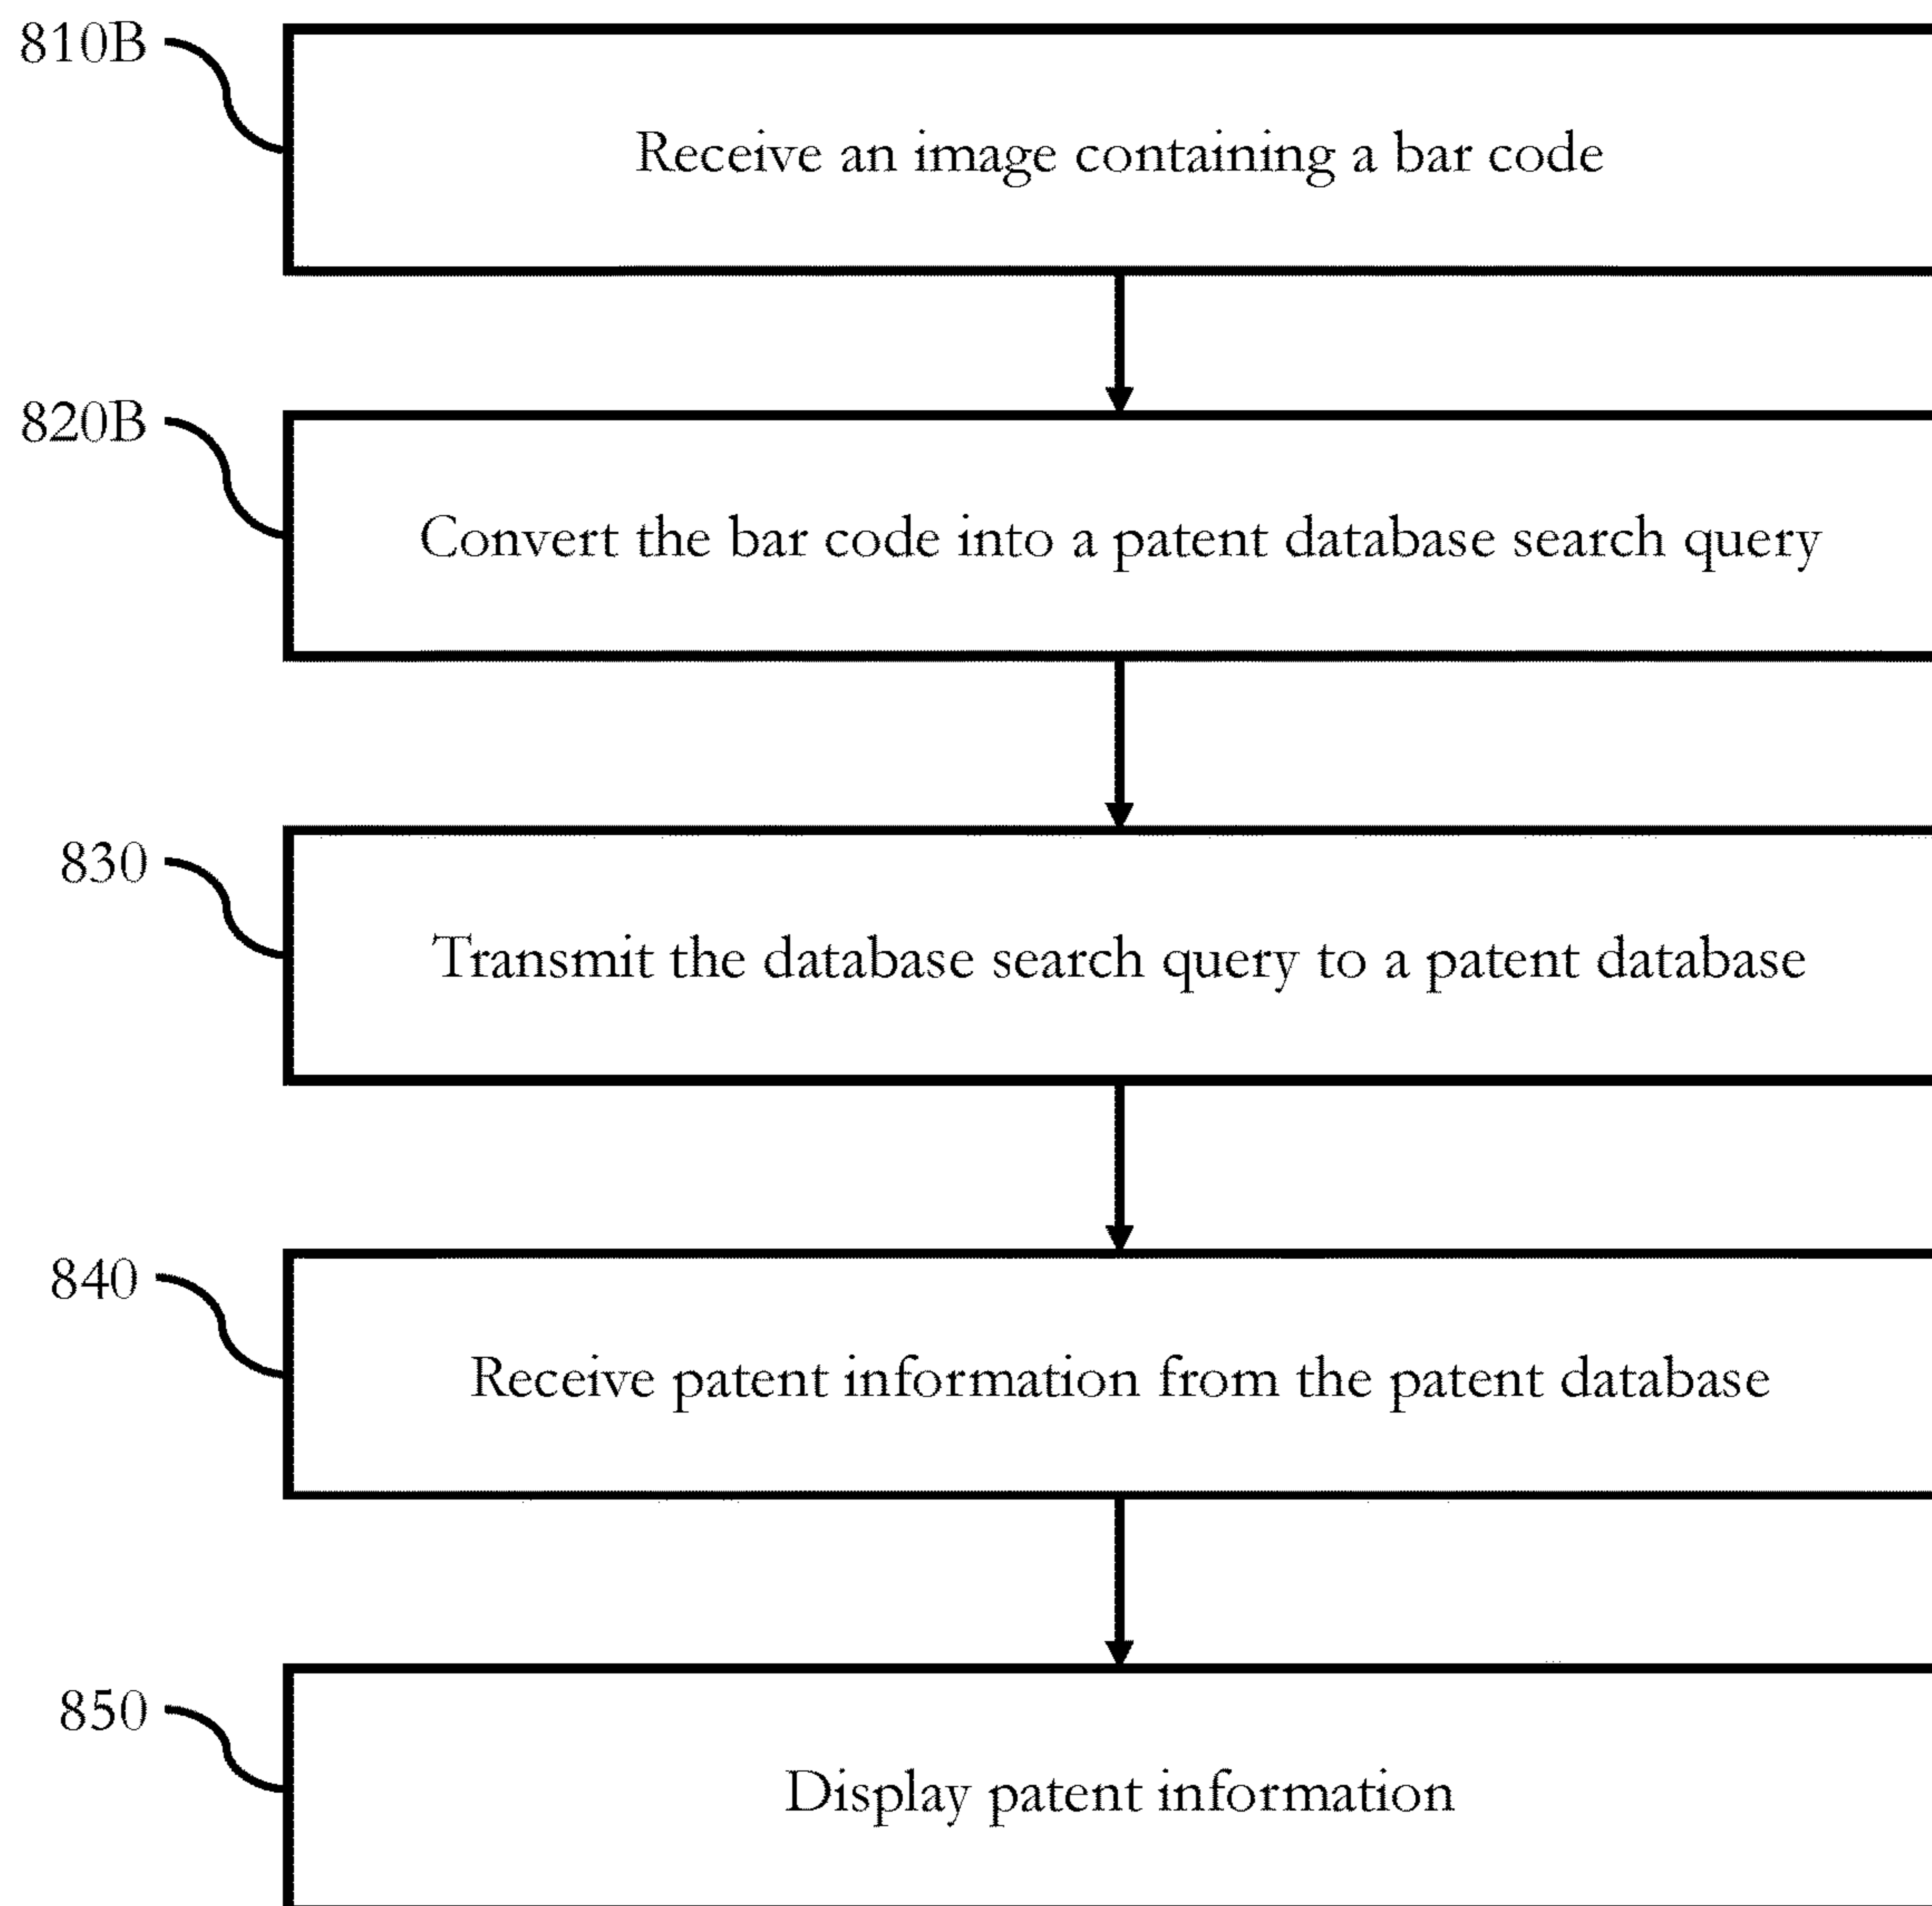 810B
Receive an image containing a bar code
820B
Convert the bar code into a patent database search query
830
Transmit the database search query to a patent database
840
Receive patent information from the patent database
850
Display patent information